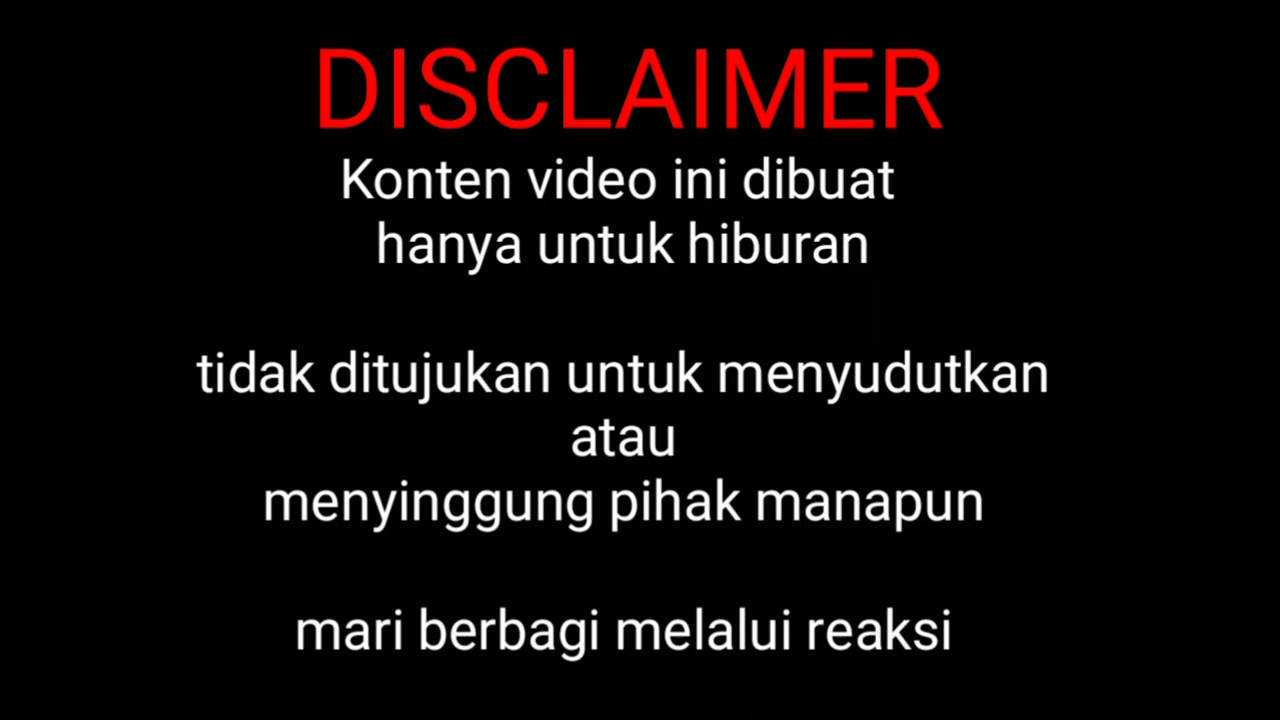 DISCLAIMER
Konten video ini dibuat
hanya untuk hiburan
tidak ditujukan untuk menyudutkan
atau
menyinggung pihak manapun
mari berbagi melalui reaksi